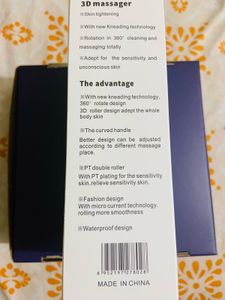 3D massager
※Skin tightening
※With new Kneading technology
※Rotation in 360° cleaning and
massaging totally
※Adept for the sensitivity and
unconscious skin
The advantage
※With new kneading technology,
360° rotate design
3D roller design adept the whole
body skin
※The curved handle
Better design can be adjusted
according to different massage
place.
※PT double roller
※With PT plating for the sensitivity
skin, relieve sensitivity skin.
※Fashion design
※With micro current technology,
rolling more smoothness
※Waterproof design
6 952197 028028
MADE IN CHINA